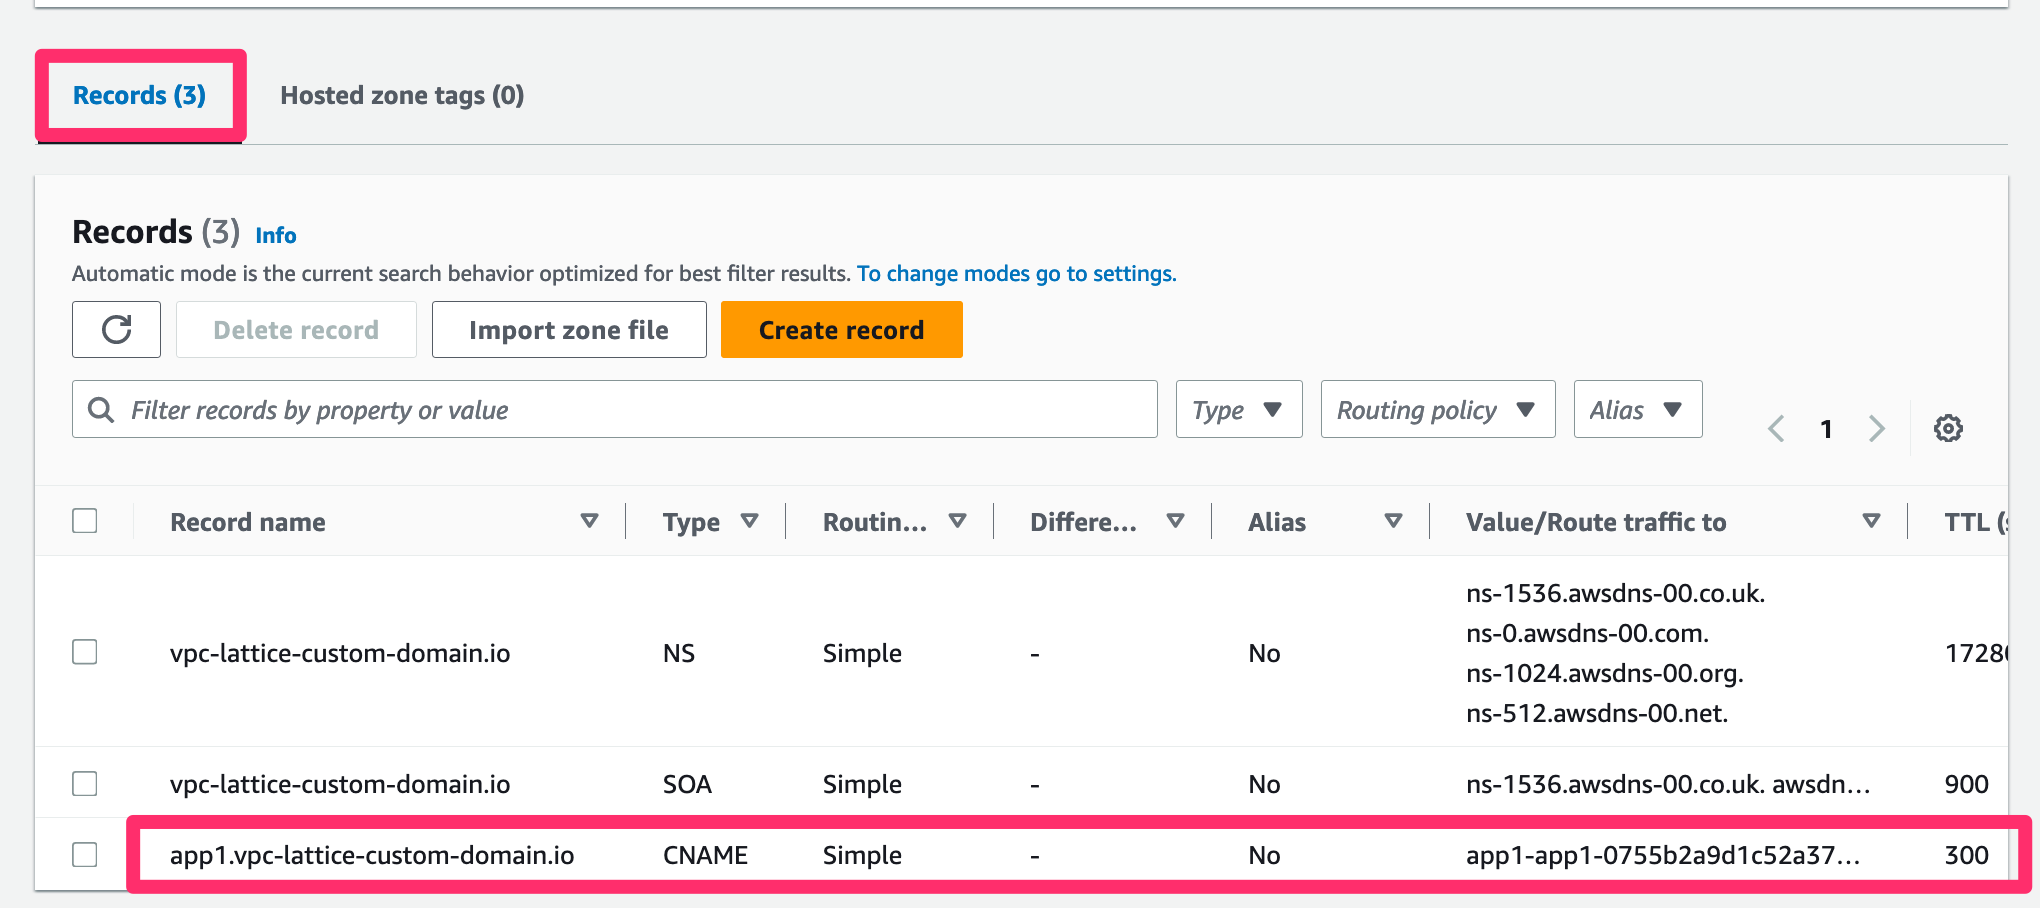 Records (3) Hosted zone tags (0)
Records (3) Info
Automatic mode is the current search behavior optimized for best filter results. To change modes go to settings.
Delete record Import zone file Create record
Filter records by property or value Type Routing policy Alias 1
Record name Type Routin... Differe... Alias Value/Route traffic to TTL (s
ns-1536.awsdns-00.co.uk.
ns-0.awsdns-00.com.
vpc-lattice-custom-domain.io NS Simple - No 17280
ns-1024.awsdns-00.org.
ns-512.awsdns-00.net.
vpc-lattice-custom-domain.io SOA Simple - No ns-1536.awsdns-00.co.uk. awsdn... 900
app1.vpc-lattice-custom-domain.io CNAME Simple - No app1-app1-0755b2a9d1c52a37... 300